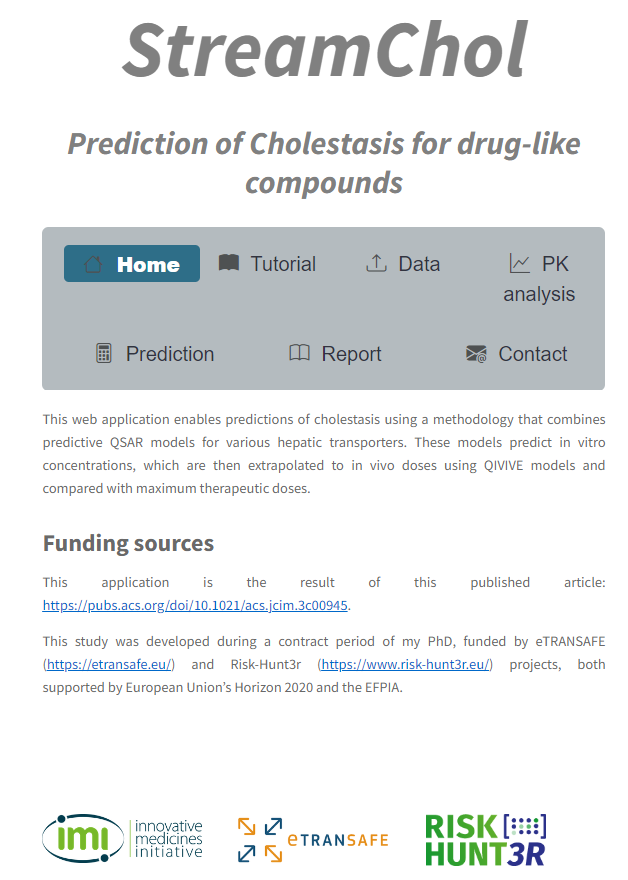 StreamChol
Prediction of Cholestasis for drug-like
compounds
Home Tutorial Data PK
analysis
Prediction Report Contact
This web application enables predictions of cholestasis using a methodology that combines
predictive QSAR models for various hepatic transporters. These models predict in vitro
concentrations, which are then extrapolated to in vivo doses using QIVIVE models and
compared with maximum therapeutic doses.
Funding sources
This application is the result of this published article:
https://pubs.acs.org/doi/10.1021/acs.jcim.3c00945.
This study was developed during a contract period of my PhD, funded by eTRANSAFE
(https://etransafe.eu/) and Risk-Hunt3r (https://www.risk-hunt3r.eu/) projects, both
supported by European Union's Horizon 2020 and the EFPIA.
imi innovative
medicines
initiative
eTRANSAFE
RISK
HUNT3R